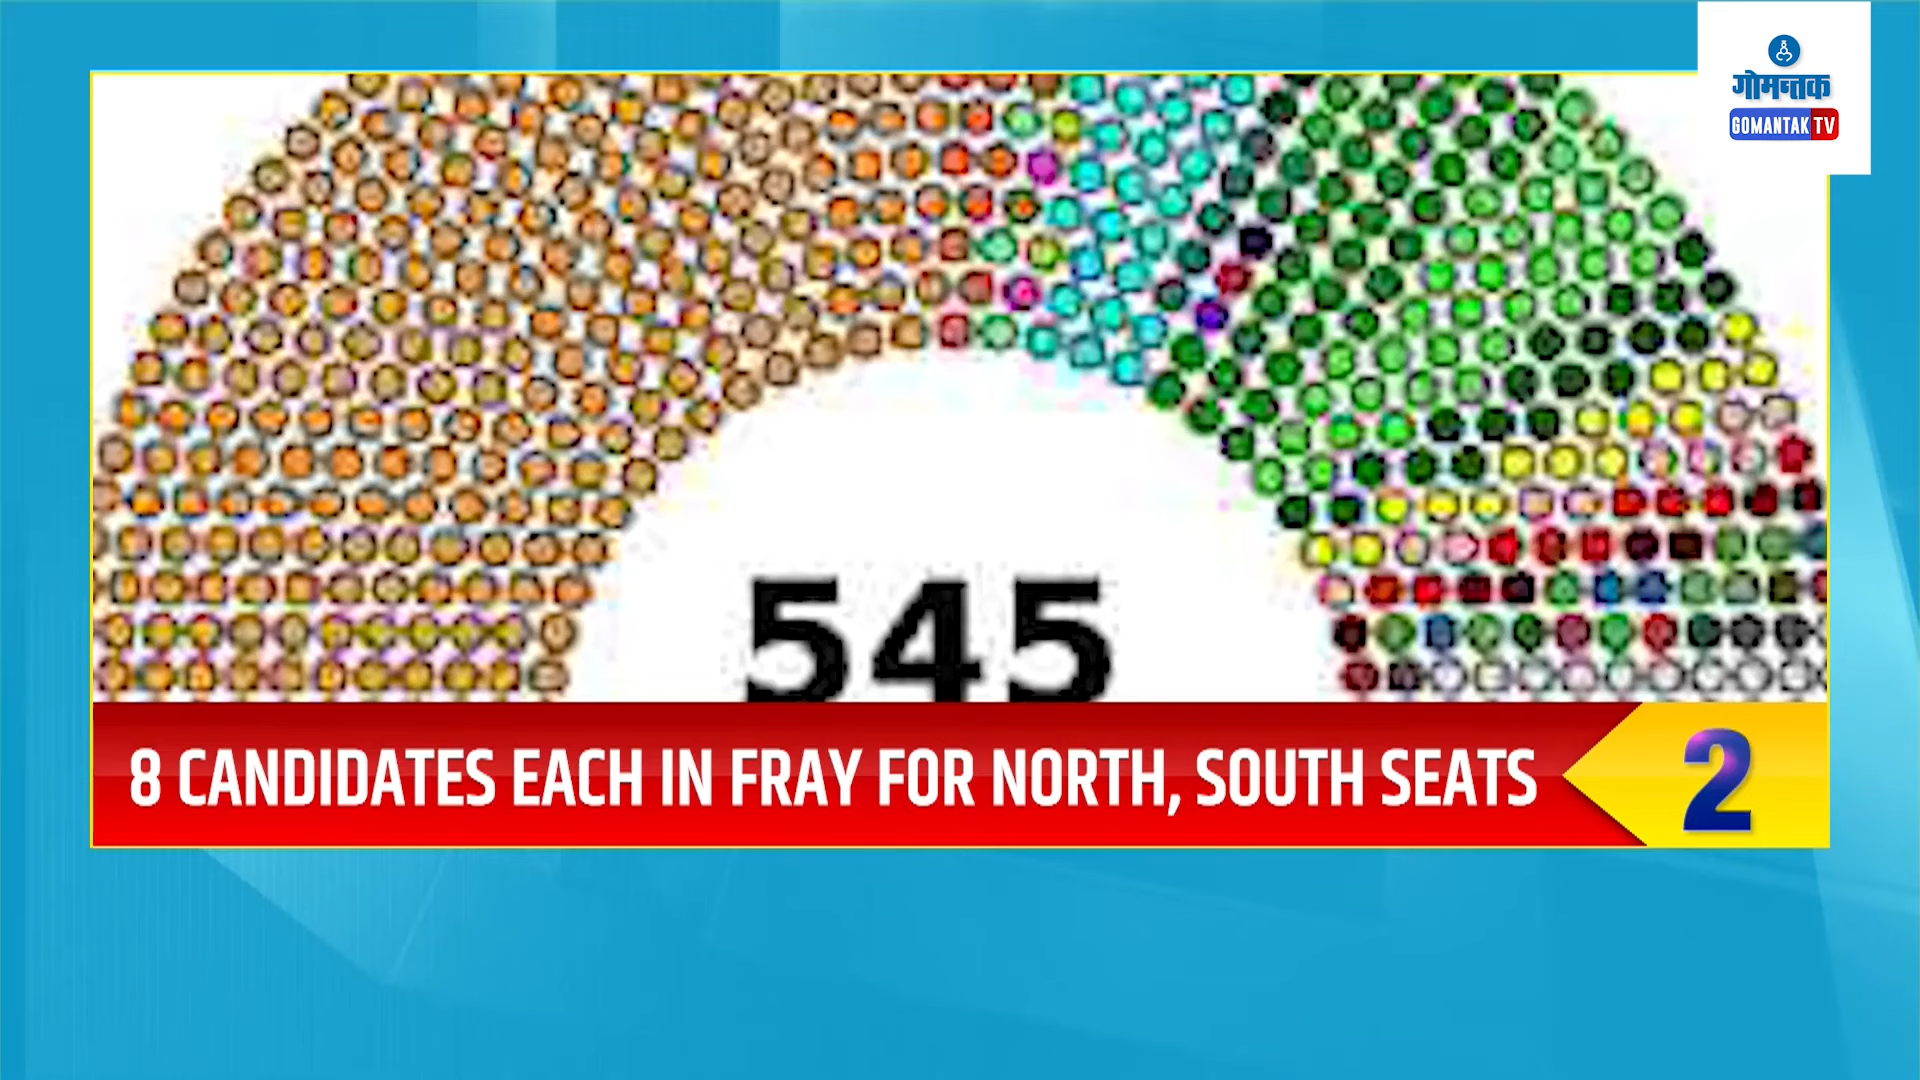 गोमन्तक
GOMANTAK TV
545
8 CANDIDATES EACH IN FRAY FOR NORTH, SOUTH SEATS
2